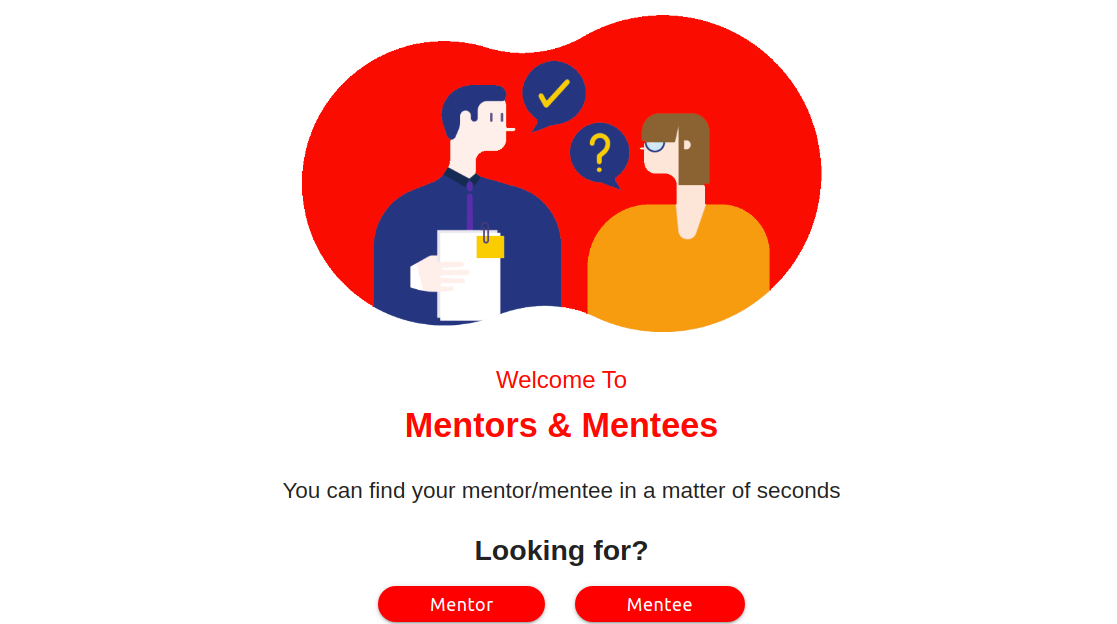 ?
Welcome To
Mentors & Mentees
You can find your mentor/mentee in a matter of seconds
Looking for?
Mentor Mentee